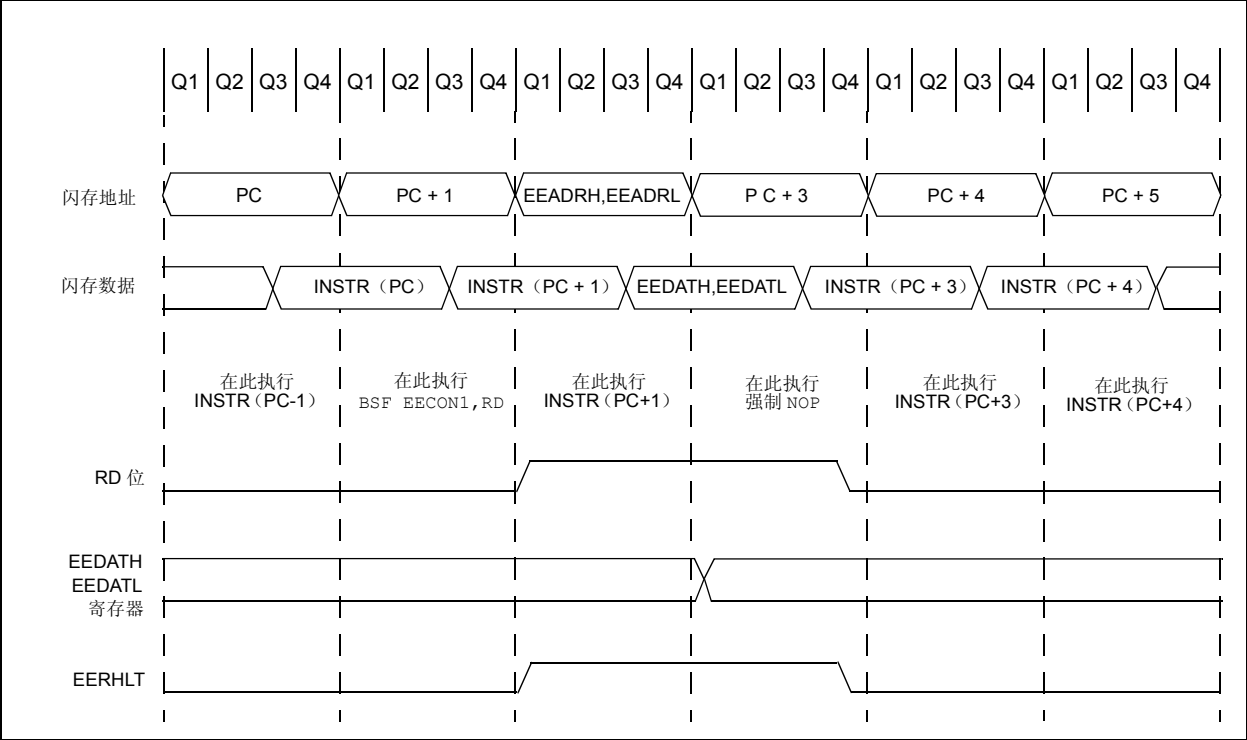 Q1 Q2 Q3 Q4 Q1 Q2 Q3 Q4 Q1 Q2 Q3 Q4 Q1 Q2 Q3 Q4 Q1 Q2 Q3 Q4 Q1 Q2 Q3 Q4
闪存地址 PC PC + 1 EEADRH,EEADRL P C + 3 PC + 4 PC + 5
闪存数据 INSTR（PC） INSTR（PC + 1） EEDATH,EEDATL INSTR（PC + 3） INSTR（PC + 4）
在此执行 在此执行 在此执行 在此执行 在此执行 在此执行
INSTR（PC-1） BSF EECON1,RD INSTR（PC+1） 强制 NOP INSTR（PC+3） INSTR（PC+4）
RD 位
EEDATH
EEDATL
寄存器
EERHLT